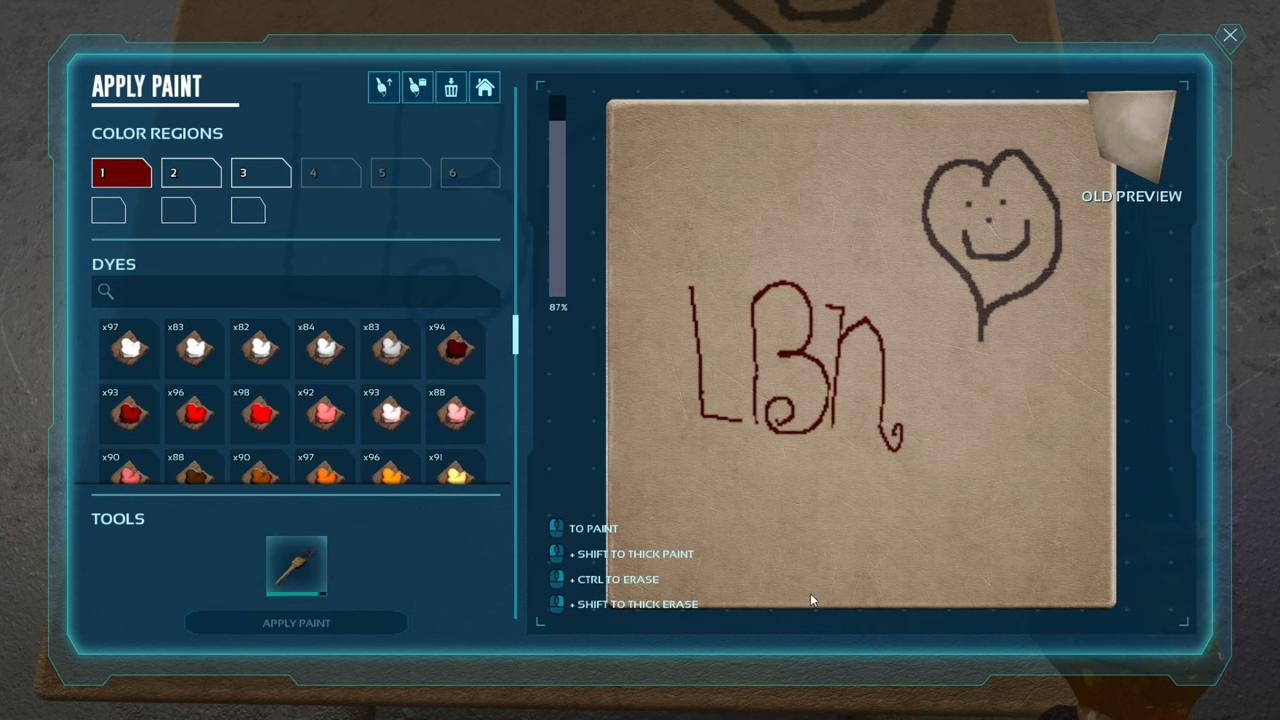 APPLY PAINT
COLOR REGIONS
1 2 3 4 5 6
DYES
x97 x83 x82 x84 x83 x94
x93 x96 x98 x92 x93 x88
x90 x88 x90 x97 x96 x91
TOOLS
APPLY PAINT
87%
OLD PREVIEW
LBn
TO PAINT
+ SHIFT TO THICK PAINT
+ CTRL TO ERASE
+ SHIFT TO THICK ERASE